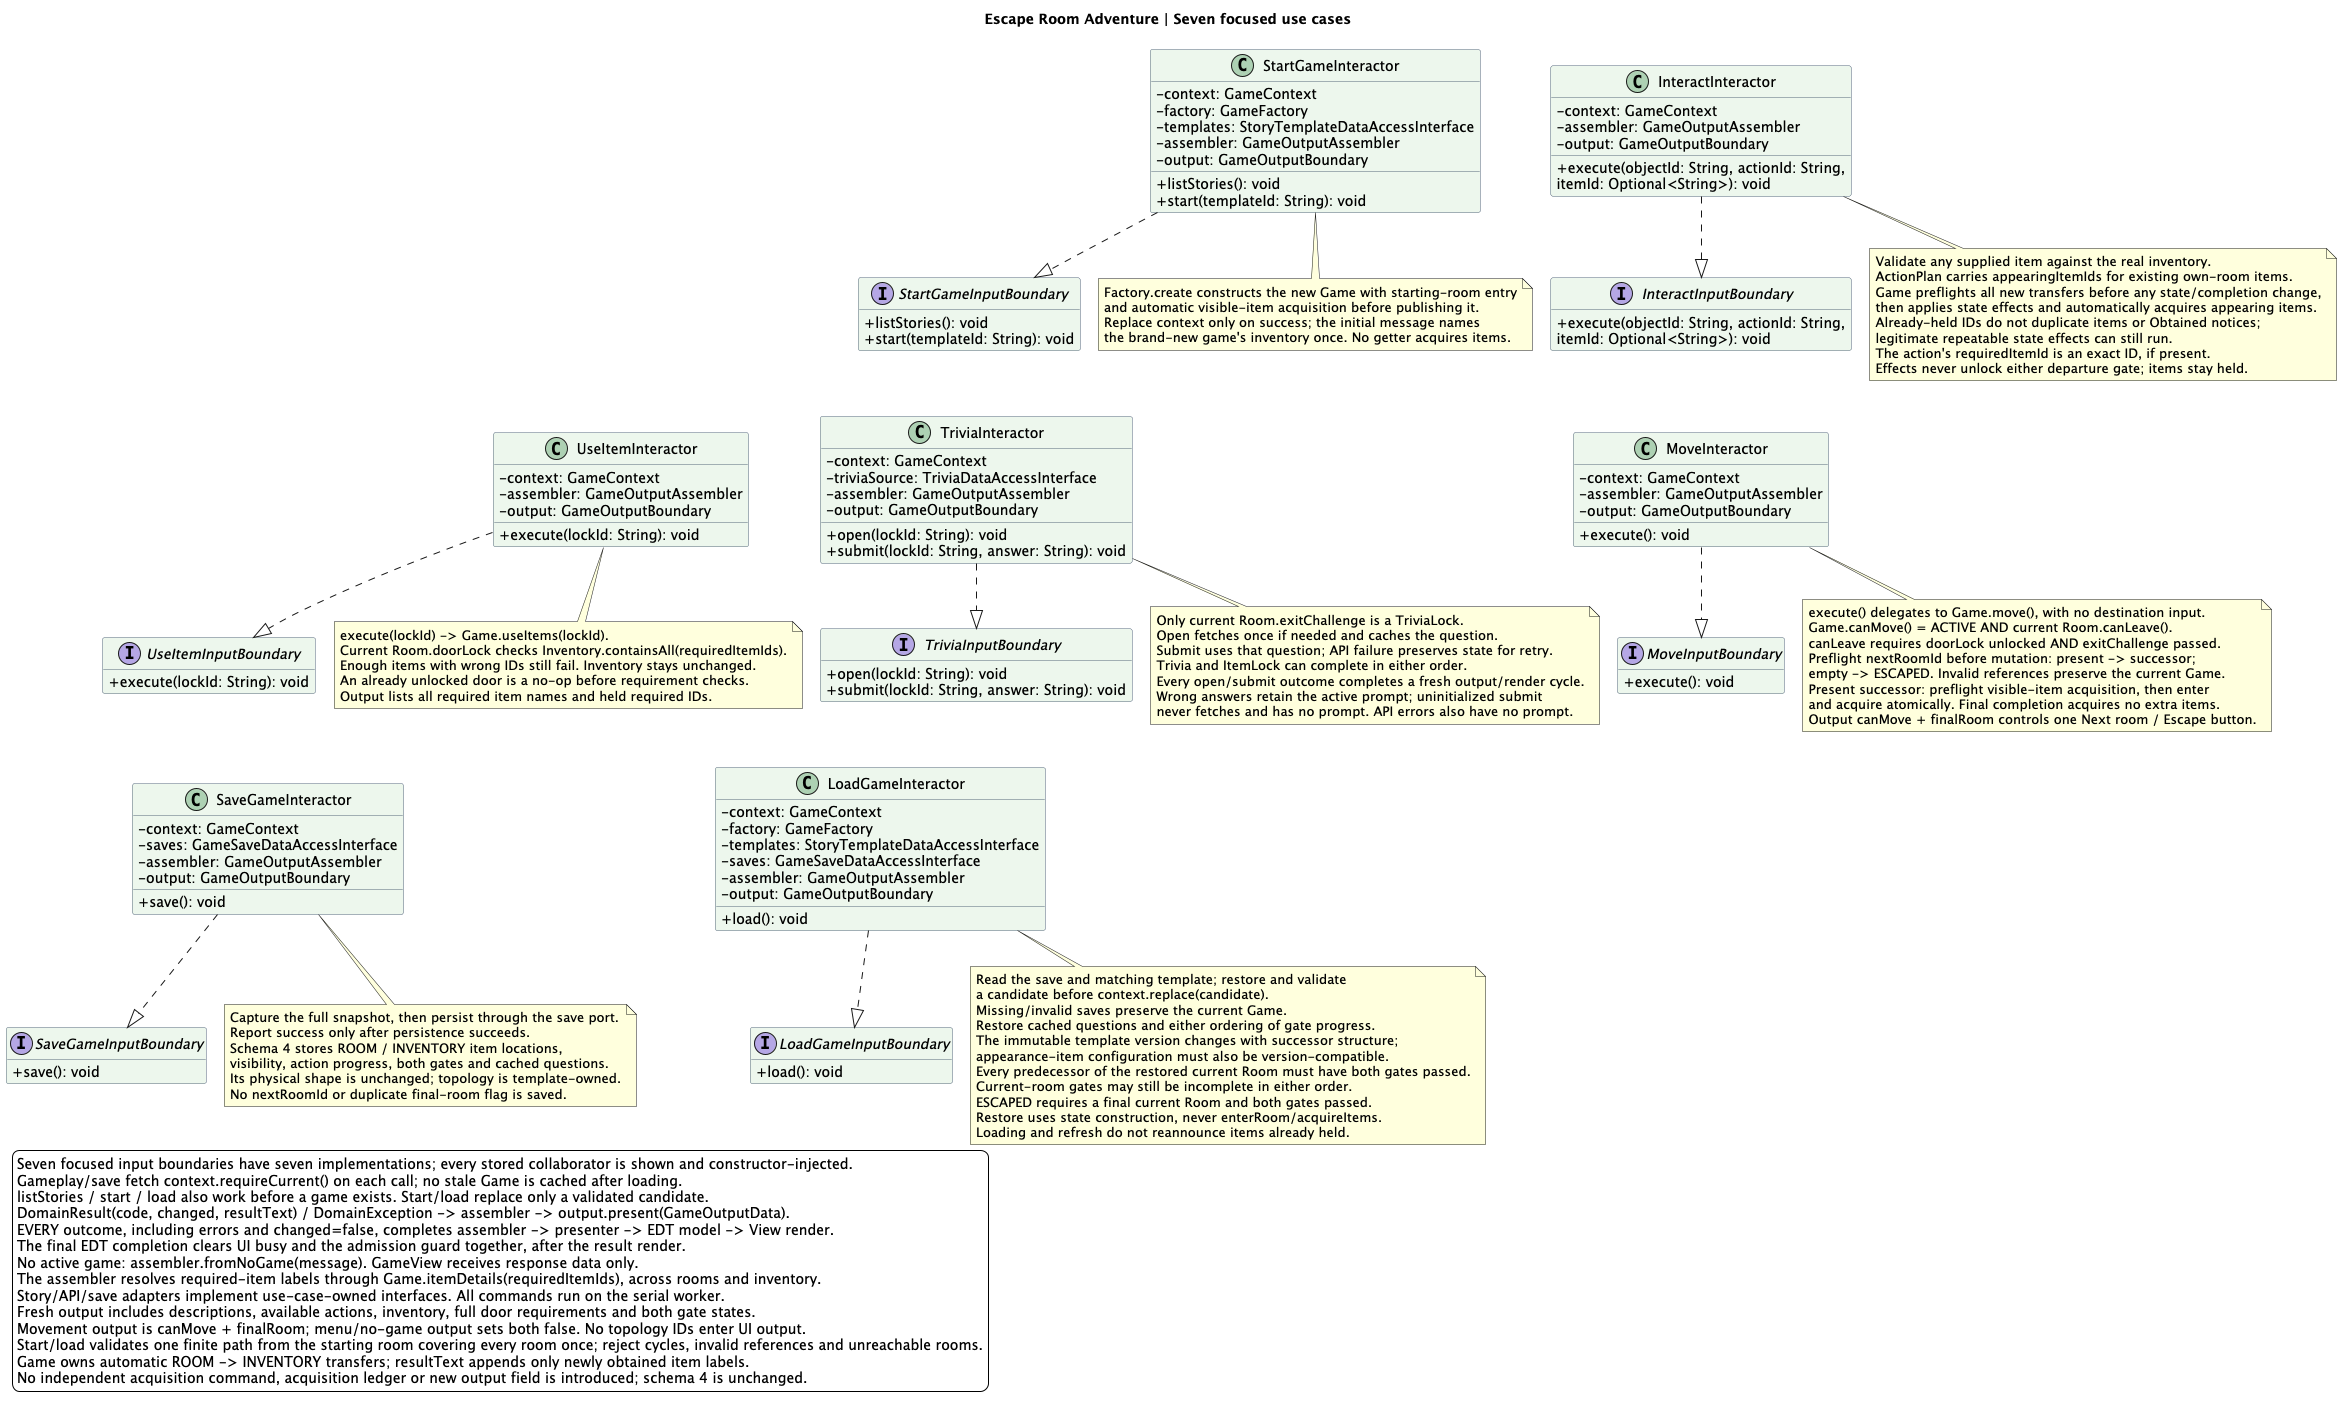 Escape Room Adventure | Seven focused use cases
C StartGameInteractor
-context: GameContext
-factory: GameFactory
-templates: StoryTemplateDataAccessInterface
-assembler: GameOutputAssembler
-output: GameOutputBoundary
+listStories(): void
+start(templateId: String): void
C InteractInteractor
-context: GameContext
-assembler: GameOutputAssembler
-output: GameOutputBoundary
+execute(objectId: String, actionId: String,
itemId: Optional<String>): void
I StartGameInputBoundary
+listStories(): void
+start(templateId: String): void
Factory.create constructs the new Game with starting-room entry
and automatic visible-item acquisition before publishing it.
Replace context only on success; the initial message names
the brand-new game's inventory once. No getter acquires items.
I InteractInputBoundary
+execute(objectId: String, actionId: String,
itemId: Optional<String>): void
Validate any supplied item against the real inventory.
ActionPlan carries appearingItemIds for existing own-room items.
Game preflights all new transfers before any state/completion change,
then applies state effects and automatically acquires appearing items.
Already-held IDs do not duplicate items or Obtained notices;
legitimate repeatable state effects can still run.
The action's requiredItemId is an exact ID, if present.
Effects never unlock either departure gate; items stay held.
C UseItemInteractor
-context: GameContext
-assembler: GameOutputAssembler
-output: GameOutputBoundary
+execute(lockId: String): void
C TriviaInteractor
-context: GameContext
-triviaSource: TriviaDataAccessInterface
-assembler: GameOutputAssembler
-output: GameOutputBoundary
+open(lockId: String): void
+submit(lockId: String, answer: String): void
C MoveInteractor
-context: GameContext
-assembler: GameOutputAssembler
-output: GameOutputBoundary
+execute(): void
I UseItemInputBoundary
+execute(lockId: String): void
execute(lockId) -> Game.useItems(lockId).
Current Room.doorLock checks Inventory.containsAll(requiredItemIds).
Enough items with wrong IDs still fail. Inventory stays unchanged.
An already unlocked door is a no-op before requirement checks.
Output lists all required item names and held required IDs.
I TriviaInputBoundary
+open(lockId: String): void
+submit(lockId: String, answer: String): void
Only current Room.exitChallenge is a TriviaLock.
Open fetches once if needed and caches the question.
Submit uses that question; API failure preserves state for retry.
Trivia and ItemLock can complete in either order.
Every open/submit outcome completes a fresh output/render cycle.
Wrong answers retain the active prompt; uninitialized submit
never fetches and has no prompt. API errors also have no prompt.
I MoveInputBoundary
+execute(): void
execute() delegates to Game.move(), with no destination input.
Game.canMove() = ACTIVE AND current Room.canLeave().
canLeave requires doorLock unlocked AND exitChallenge passed.
Preflight nextRoomId before mutation: present -> successor;
empty -> ESCAPED. Invalid references preserve the current Game.
Present successor: preflight visible-item acquisition, then enter
and acquire atomically. Final completion acquires no extra items.
Output canMove + finalRoom controls one Next room / Escape button.
C SaveGameInteractor
-context: GameContext
-saves: GameSaveDataAccessInterface
-assembler: GameOutputAssembler
-output: GameOutputBoundary
+save(): void
C LoadGameInteractor
-context: GameContext
-factory: GameFactory
-templates: StoryTemplateDataAccessInterface
-saves: GameSaveDataAccessInterface
-assembler: GameOutputAssembler
-output: GameOutputBoundary
+load(): void
I SaveGameInputBoundary
+save(): void
Capture the full snapshot, then persist through the save port.
Report success only after persistence succeeds.
Schema 4 stores ROOM / INVENTORY item locations,
visibility, action progress, both gates and cached questions.
Its physical shape is unchanged; topology is template-owned.
No nextRoomId or duplicate final-room flag is saved.
I LoadGameInputBoundary
+load(): void
Read the save and matching template; restore and validate
a candidate before context.replace(candidate).
Missing/invalid saves preserve the current Game.
Restore cached questions and either ordering of gate progress.
The immutable template version changes with successor structure;
appearance-item configuration must also be version-compatible.
Every predecessor of the restored current Room must have both gates passed.
Current-room gates may still be incomplete in either order.
ESCAPED requires a final current Room and both gates passed.
Restore uses state construction, never enterRoom/acquireItems.
Loading and refresh do not reannounce items already held.
Seven focused input boundaries have seven implementations; every stored collaborator is shown and constructor-injected.
Gameplay/save fetch context.requireCurrent() on each call; no stale Game is cached after loading.
listStories / start / load also work before a game exists. Start/load replace only a validated candidate.
DomainResult(code, changed, resultText) / DomainException -> assembler -> output.present(GameOutputData).
EVERY outcome, including errors and changed=false, completes assembler -> presenter -> EDT model -> View render.
The final EDT completion clears UI busy and the admission guard together, after the result render.
No active game: assembler.fromNoGame(message). GameView receives response data only.
The assembler resolves required-item labels through Game.itemDetails(requiredItemIds), across rooms and inventory.
Story/API/save adapters implement use-case-owned interfaces. All commands run on the serial worker.
Fresh output includes descriptions, available actions, inventory, full door requirements and both gate states.
Movement output is canMove + finalRoom; menu/no-game output sets both false. No topology IDs enter UI output.
Start/load validates one finite path from the starting room covering every room once; reject cycles, invalid references and unreachable rooms.
Game owns automatic ROOM -> INVENTORY transfers; resultText appends only newly obtained item labels.
No independent acquisition command, acquisition ledger or new output field is introduced; schema 4 is unchanged.